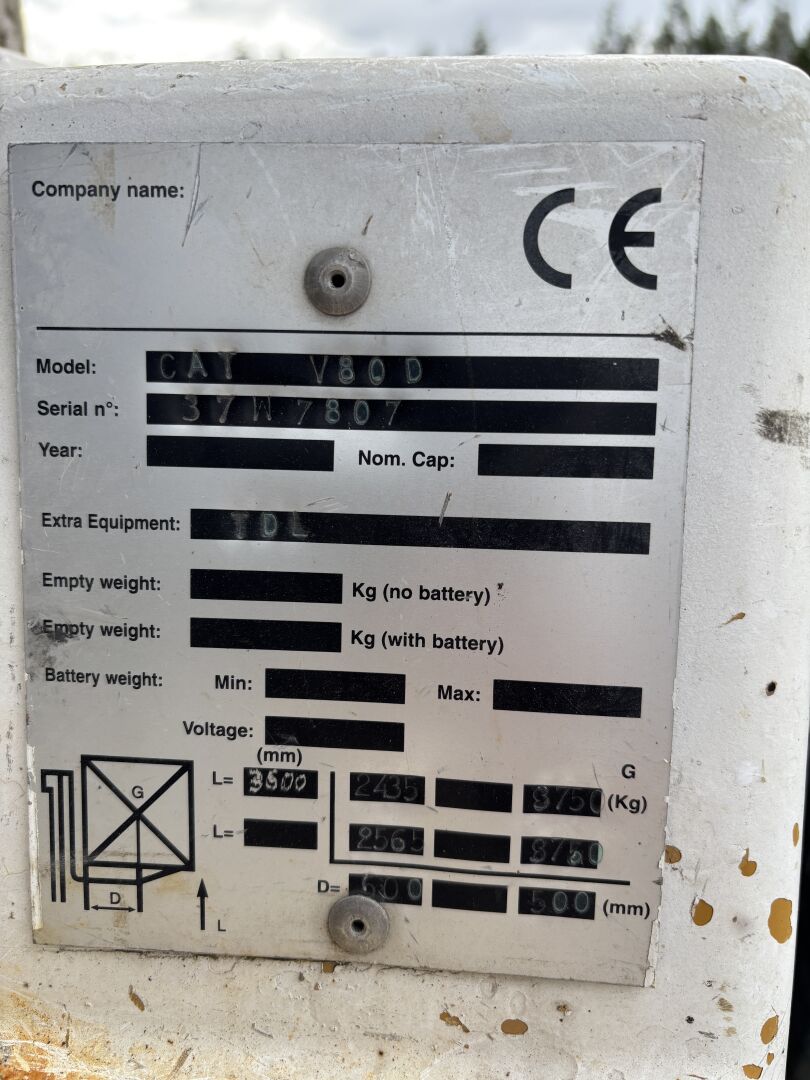 Company name:
CE
Model: CAT V80D
Serial n°: 37W7807
Year: Nom. Cap:
Extra Equipment: TDL
Empty weight: Kg (no battery)
Empty weight: Kg (with battery)
Battery weight: Min: Max:
Voltage:
(mm)
G
L= 3500 2435 3750 (Kg)
G
L= 2565 3750
D= 600 500 (mm)
D
L